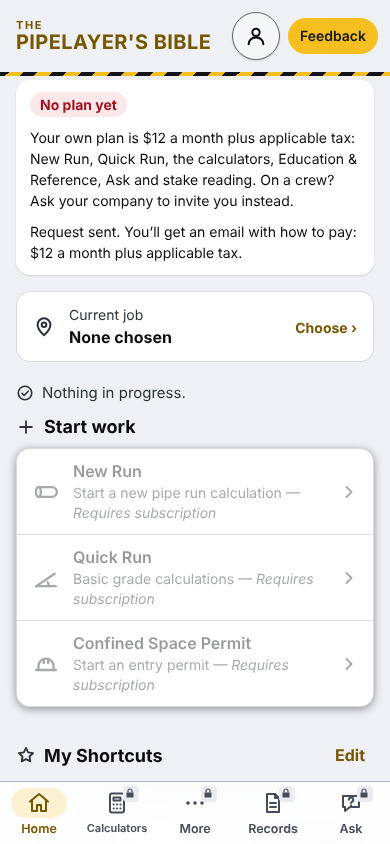 THE
PIPELAYER'S BIBLE
Feedback
No plan yet
Your own plan is $12 a month plus applicable tax:
New Run, Quick Run, the calculators, Education &
Reference, Ask and stake reading. On a crew?
Ask your company to invite you instead.
Request sent. You’ll get an email with how to pay:
$12 a month plus applicable tax.
Current job
None chosen
Choose ›
Nothing in progress.
Start work
New Run
Start a new pipe run calculation —
Requires subscription
Quick Run
Basic grade calculations — Requires
subscription
Confined Space Permit
Start an entry permit — Requires
subscription
My Shortcuts
Edit
Home
Calculators
More
Records
Ask